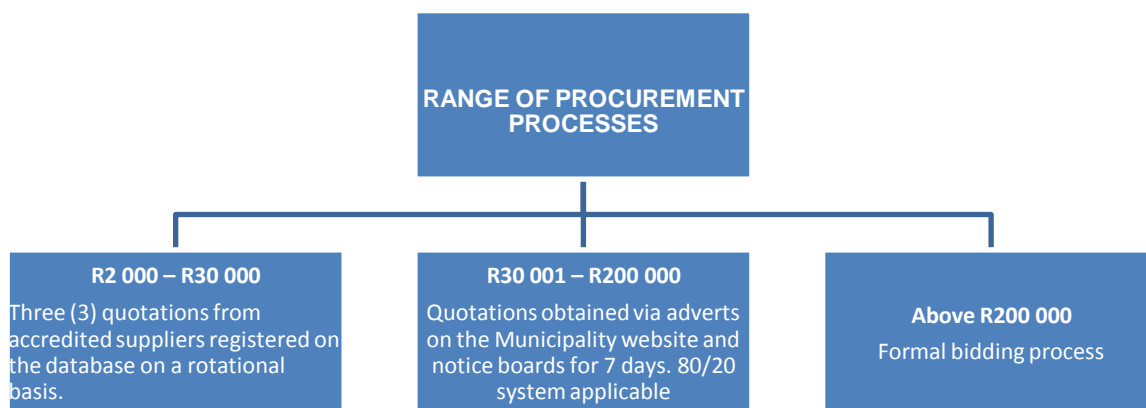 RANGE OF PROCUREMENT
PROCESSES
R2 000 – R30 000
Three (3) quotations from
accredited suppliers registered on
the database on a rotational
basis.
R30 001 – R200 000
Quotations obtained via adverts
on the Municipality website and
notice boards for 7 days. 80/20
system applicable
Above R200 000
Formal bidding process